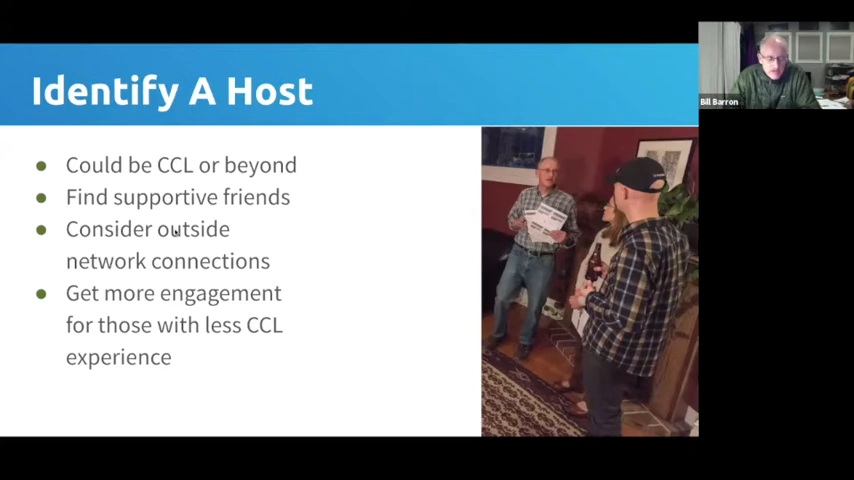 Identify A Host
Could be CCL or beyond
Find supportive friends
Consider outside
network connections
Get more engagement
for those with less CCL
experience
Bill Barron